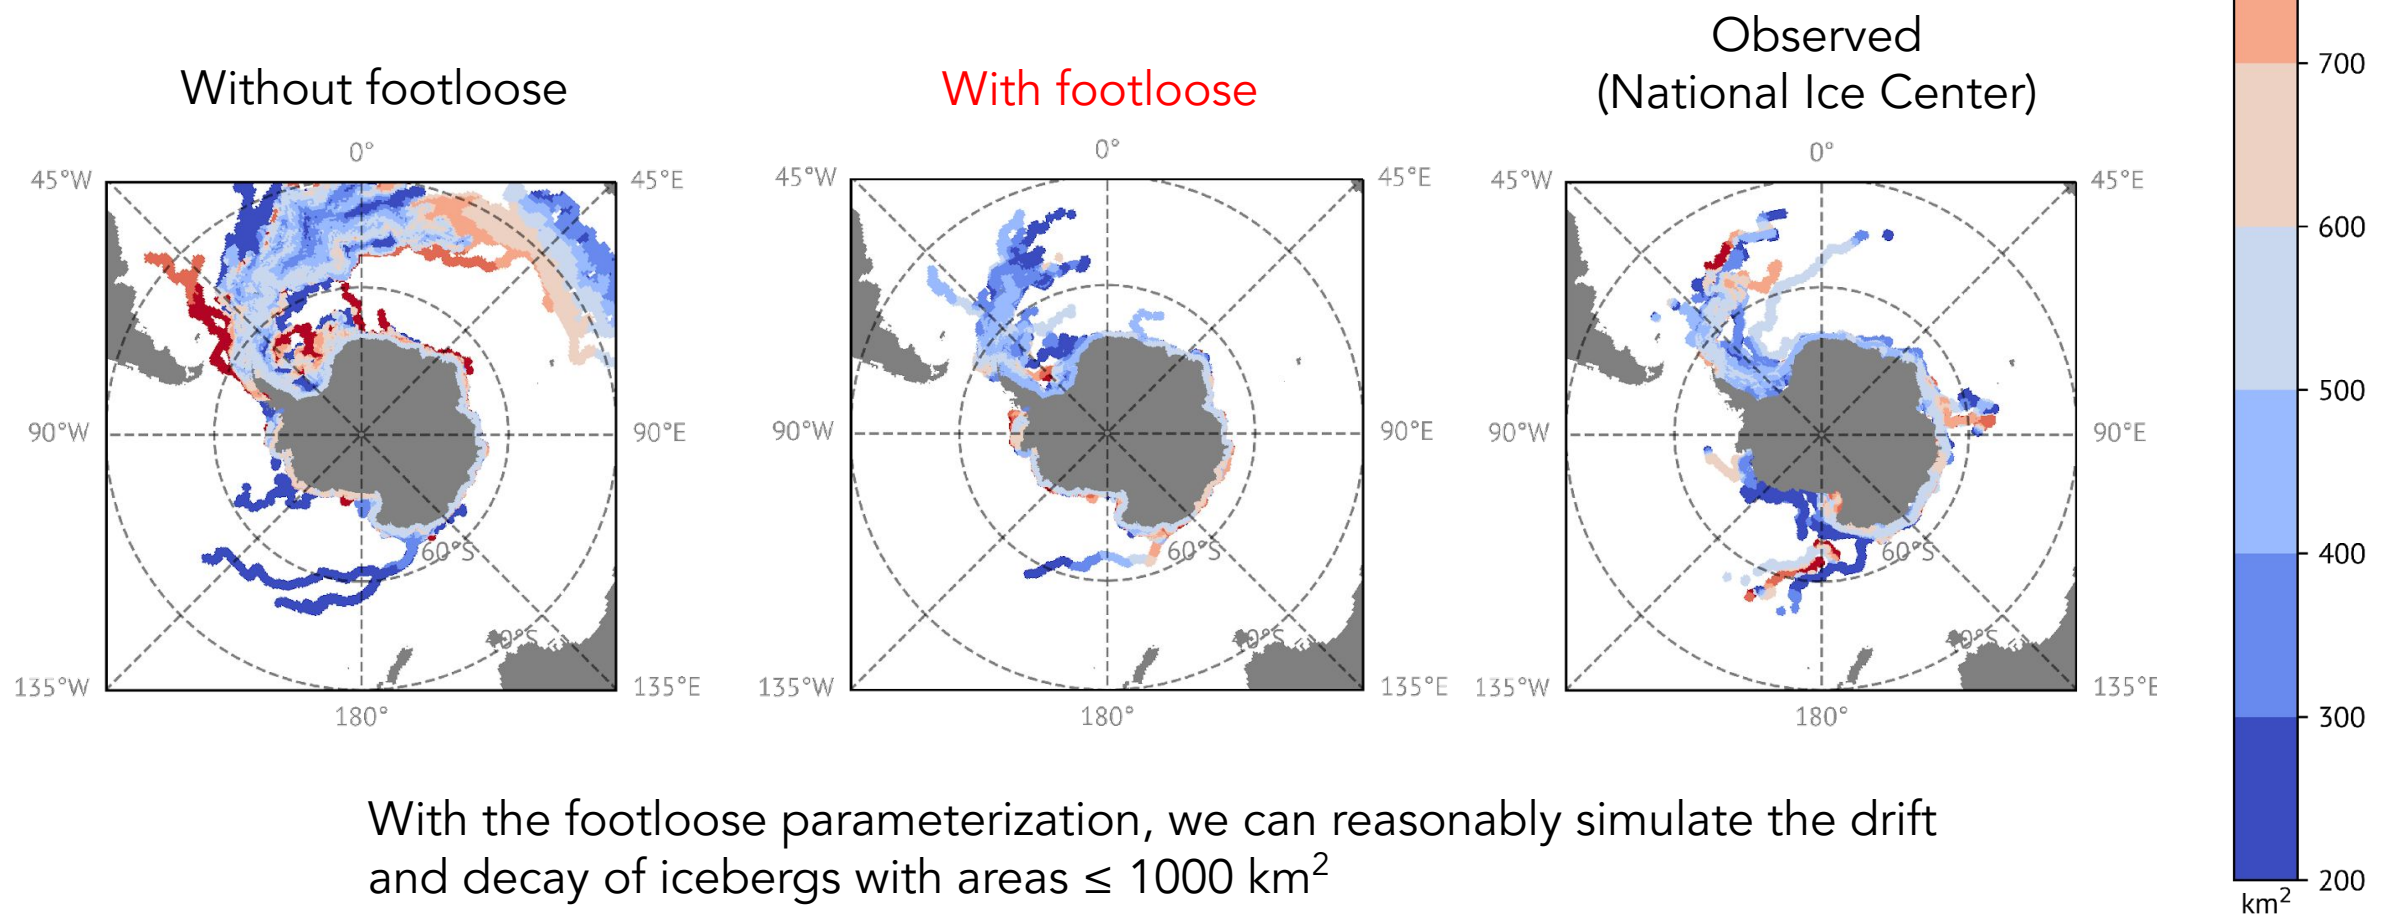 Without footloose
With footloose
Observed
(National Ice Center)
0°
45°W
45°E
90°W
90°E
60°S
135°W
135°E
180°
0°
45°W
45°E
90°W
90°E
60°S
135°W
135°E
180°
0°
45°W
45°E
90°W
90°E
60°S
135°W
135°E
180°
700
600
500
400
300
200
km²
With the footloose parameterization, we can reasonably simulate the drift
and decay of icebergs with areas ≤ 1000 km²